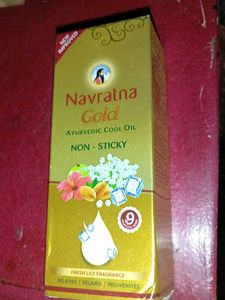 NEW
IMPROVED
Navratna
Gold
AYURVEDIC COOL OIL
NON - STICKY
9
FRESH LILY FRAGRANCE
RELIEVES | RELAXES | REJUVENATES